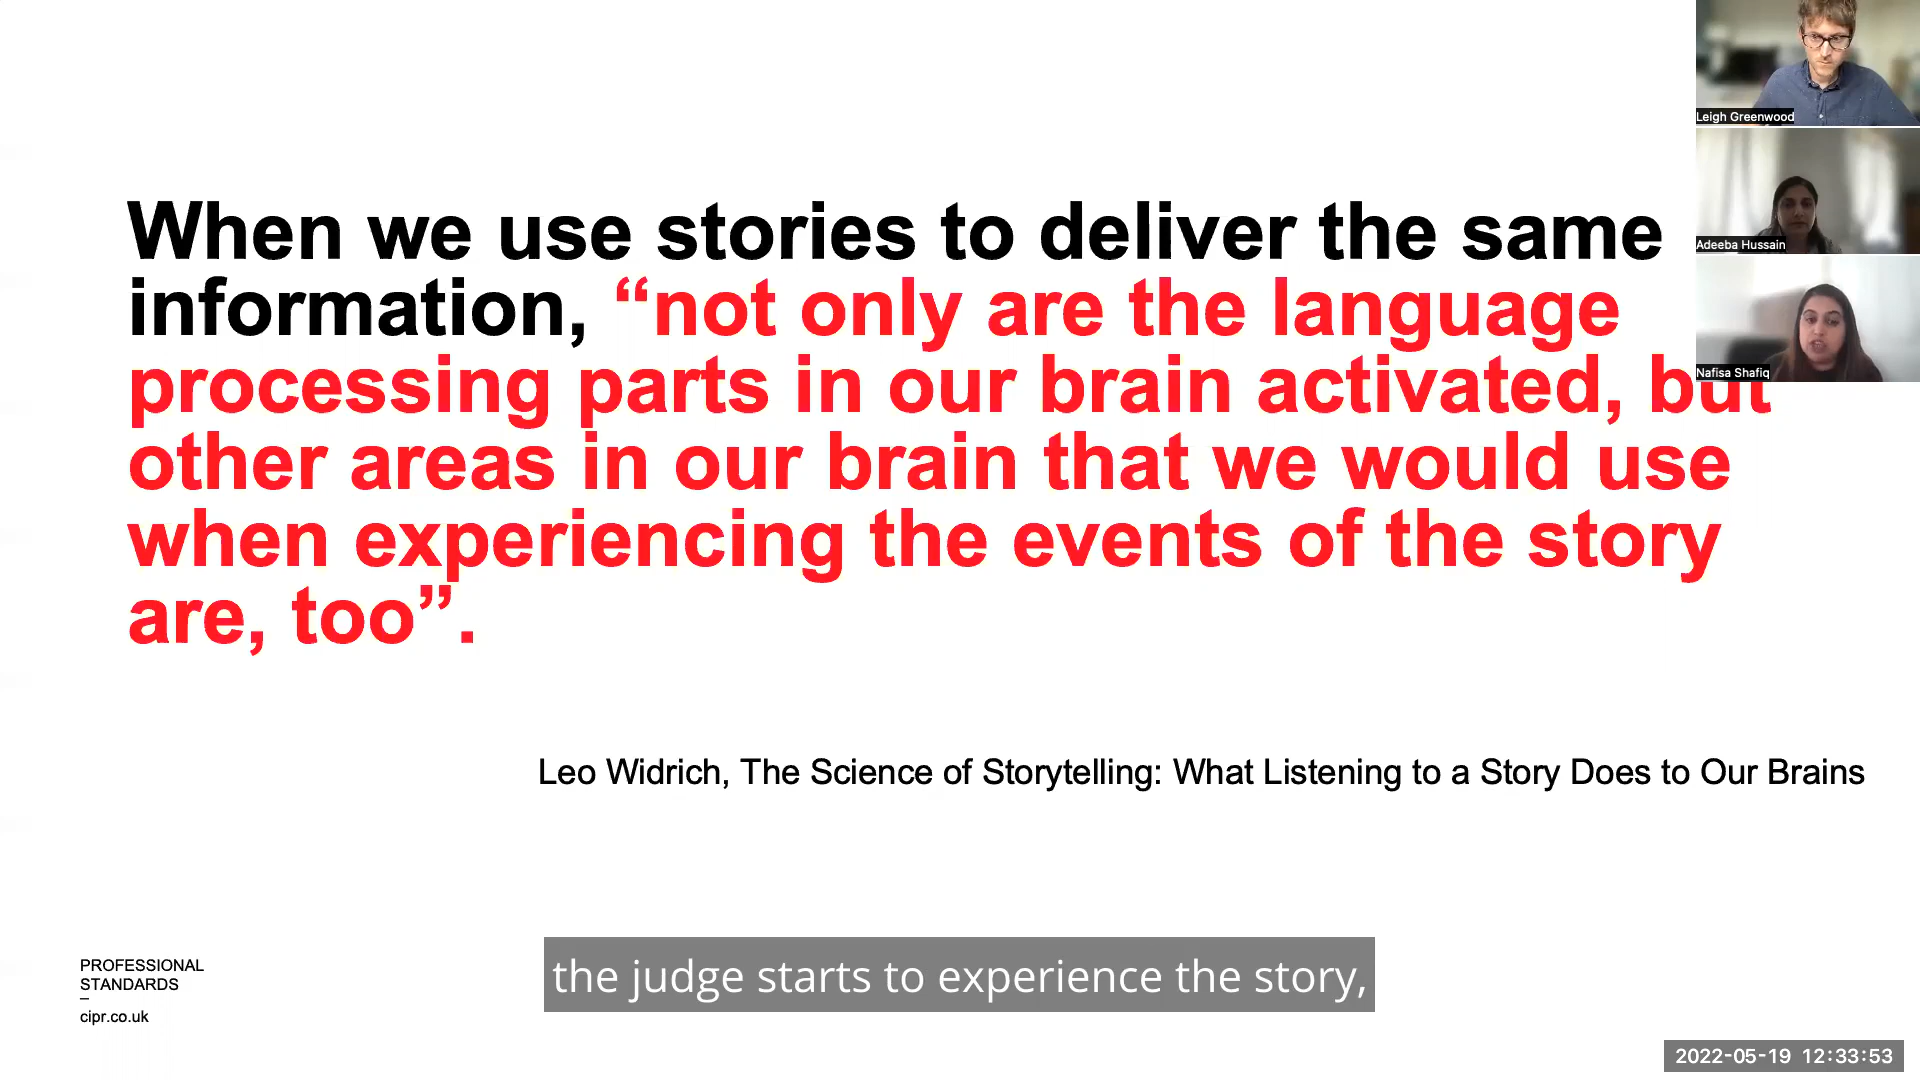 When we use stories to deliver the same
information, “not only are the language
processing parts in our brain activated, but
other areas in our brain that we would use
when experiencing the events of the story
are, too”.
Leo Widrich, The Science of Storytelling: What Listening to a Story Does to Our Brains
Leigh Greenwood
Adeeba Hussain
Nafisa Shafiq
PROFESSIONAL
STANDARDS
–
cipr.co.uk
the judge starts to experience the story,
2022-05-19 12:33:53